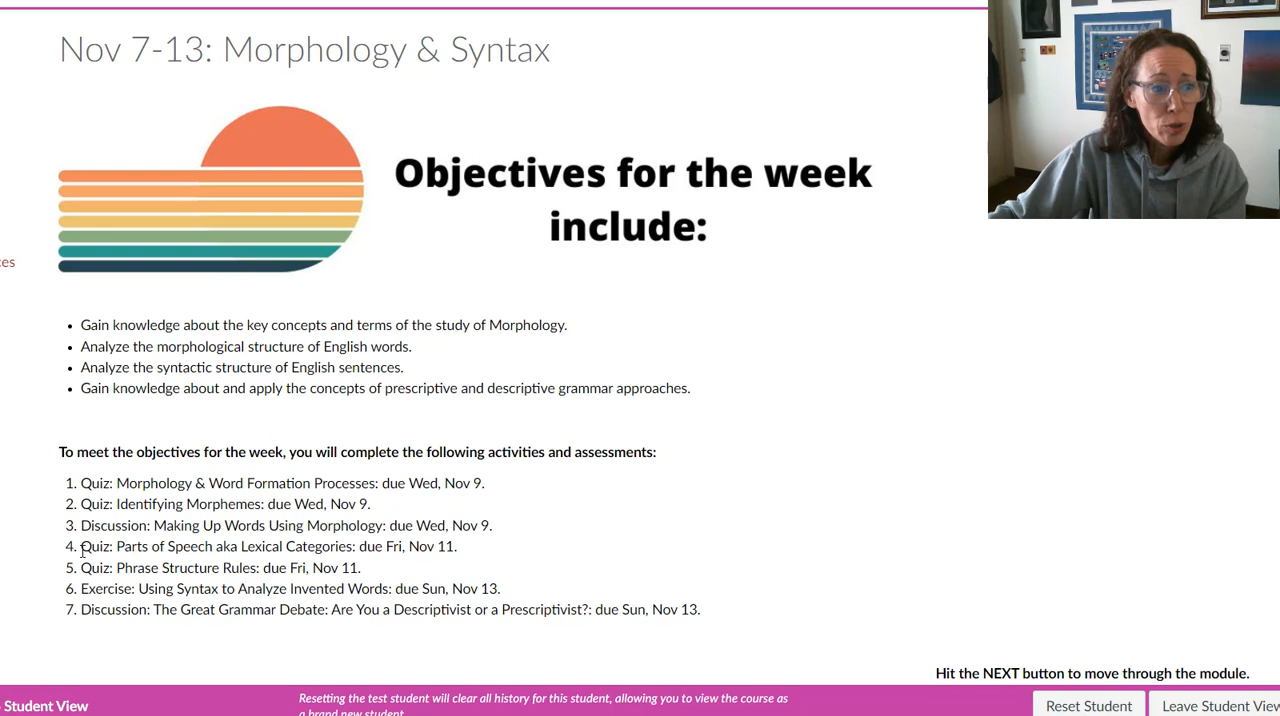 Nov 7-13: Morphology & Syntax
Objectives for the week
include:
ces
Gain knowledge about the key concepts and terms of the study of Morphology.
Analyze the morphological structure of English words.
Analyze the syntactic structure of English sentences.
Gain knowledge about and apply the concepts of prescriptive and descriptive grammar approaches.
To meet the objectives for the week, you will complete the following activities and assessments:
1. Quiz: Morphology & Word Formation Processes: due Wed, Nov 9.
2. Quiz: Identifying Morphemes: due Wed, Nov 9.
3. Discussion: Making Up Words Using Morphology: due Wed, Nov 9.
4. Quiz: Parts of Speech aka Lexical Categories: due Fri, Nov 11.
5. Quiz: Phrase Structure Rules: due Fri, Nov 11.
6. Exercise: Using Syntax to Analyze Invented Words: due Sun, Nov 13.
7. Discussion: The Great Grammar Debate: Are You a Descriptivist or a Prescriptivist?: due Sun, Nov 13.
Hit the NEXT button to move through the module.
Student View
Resetting the test student will clear all history for this student, allowing you to view the course as
a brand new student
Reset Student
Leave Student View